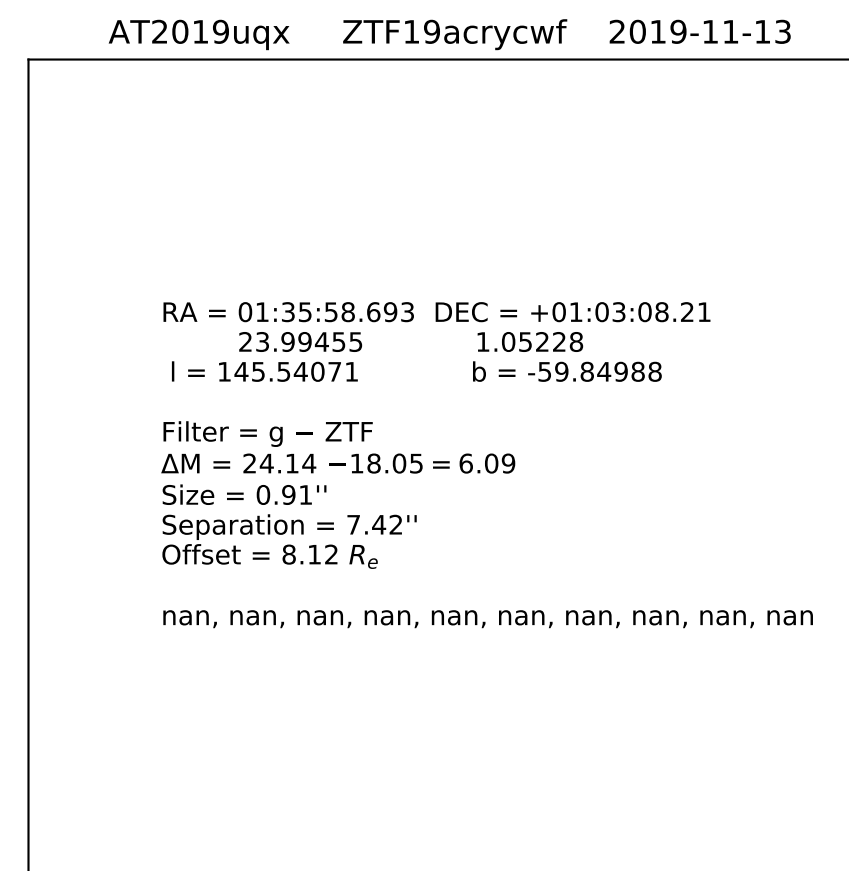 AT2019uqx ZTF19acrycwf 2019-11-13
RA = 01:35:58.693 DEC = +01:03:08.21
23.99455 1.05228
l = 145.54071 b = -59.84988
Filter = g − ZTF
ΔM = 24.14 −18.05 = 6.09
Size = 0.91''
Separation = 7.42''
Offset = 8.12 Re
nan, nan, nan, nan, nan, nan, nan, nan, nan, nan